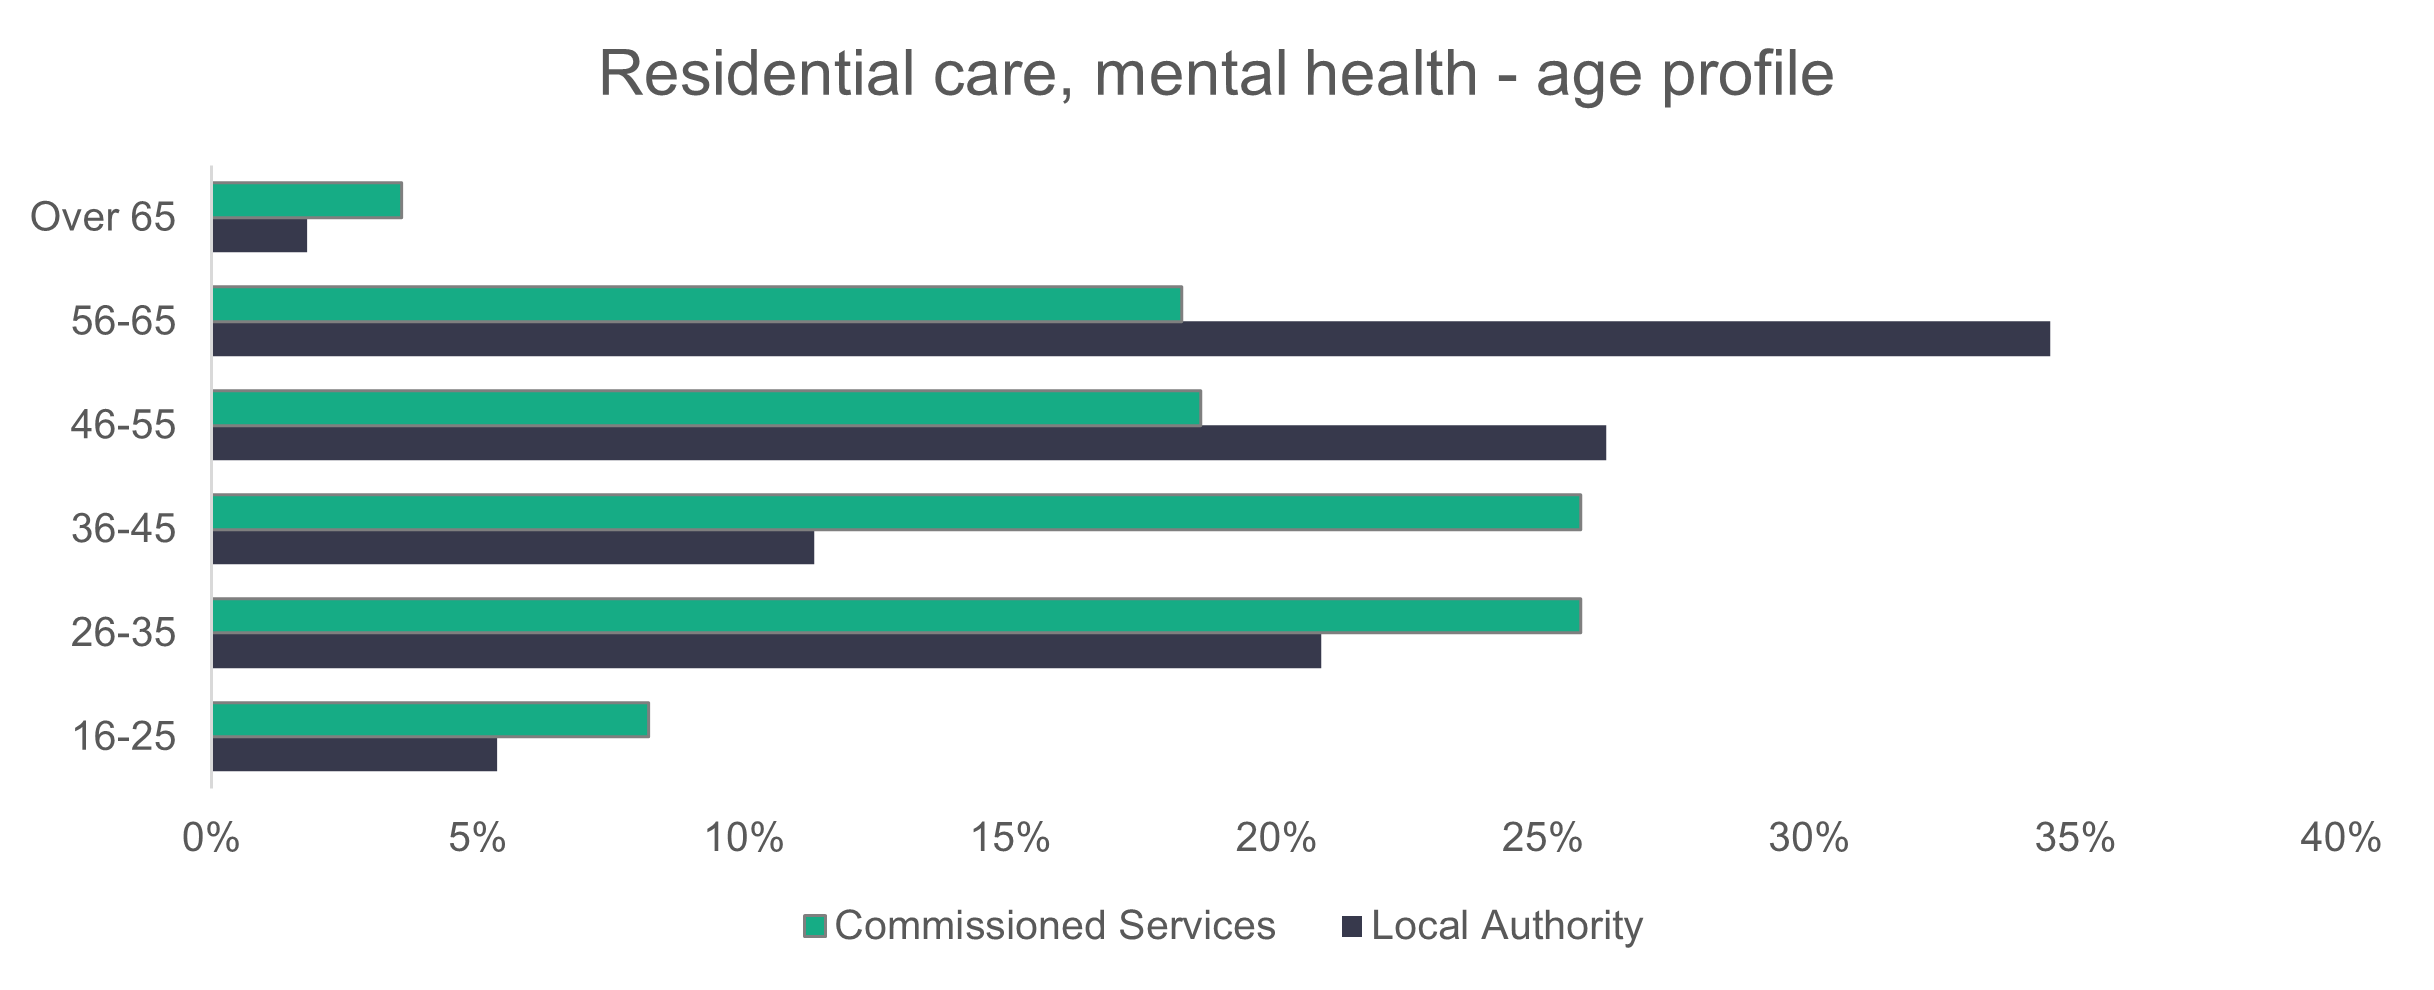 Residential care, mental health - age profile
Over 65
56-65
46-55
36-45
26-35
16-25
0% 5% 10% 15% 20% 25% 30% 35% 40%
Commissioned Services Local Authority